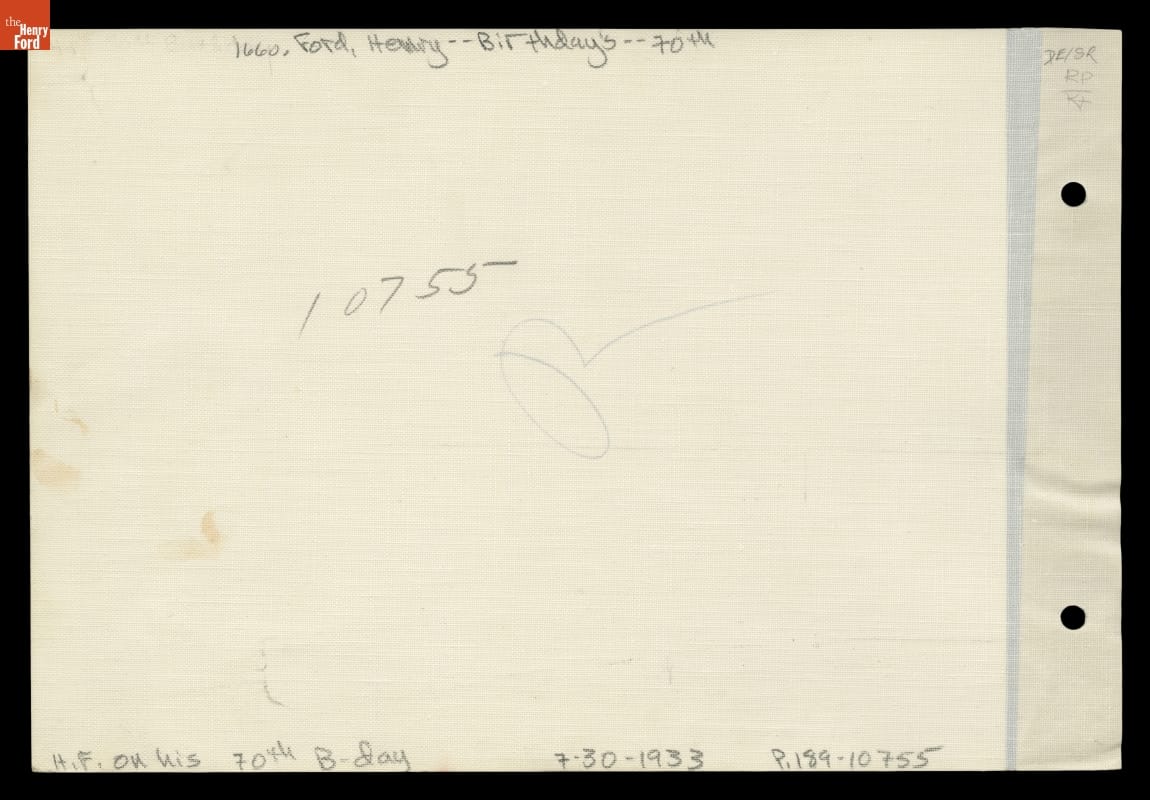 the
Henry
Ford
1660. Ford, Henry--Birthday's--70th
DE/SR
RP
10755
H.F. on his 70th B-day 7-30-1933 P.189-10755